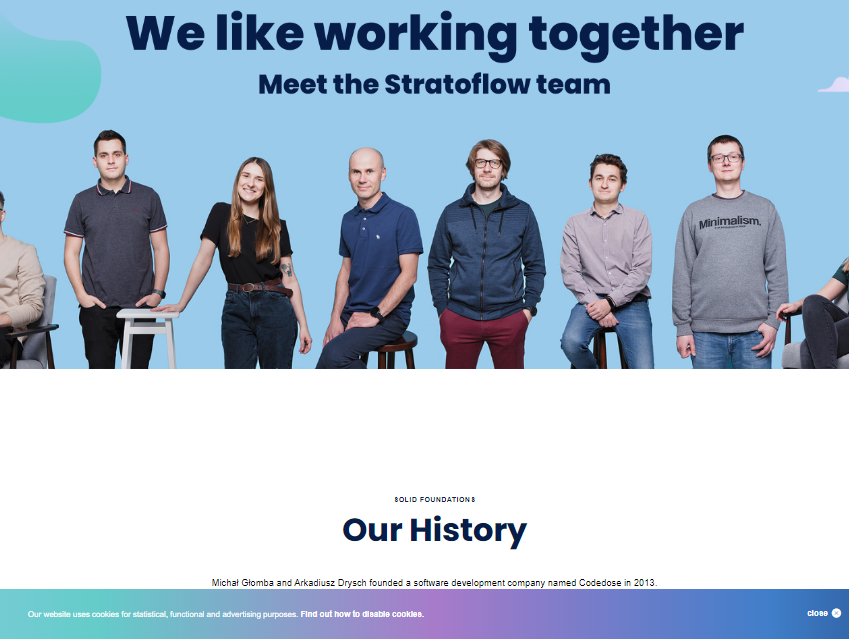 We like working together
Meet the Stratoflow team
Minimalism.
SOLID FOUNDATIONS
Our History
Michał Głomba and Arkadiusz Drysch founded a software development company named Codedose in 2013.
Our website uses cookies for statistical, functional and advertising purposes. Find out how to disable cookies.
close